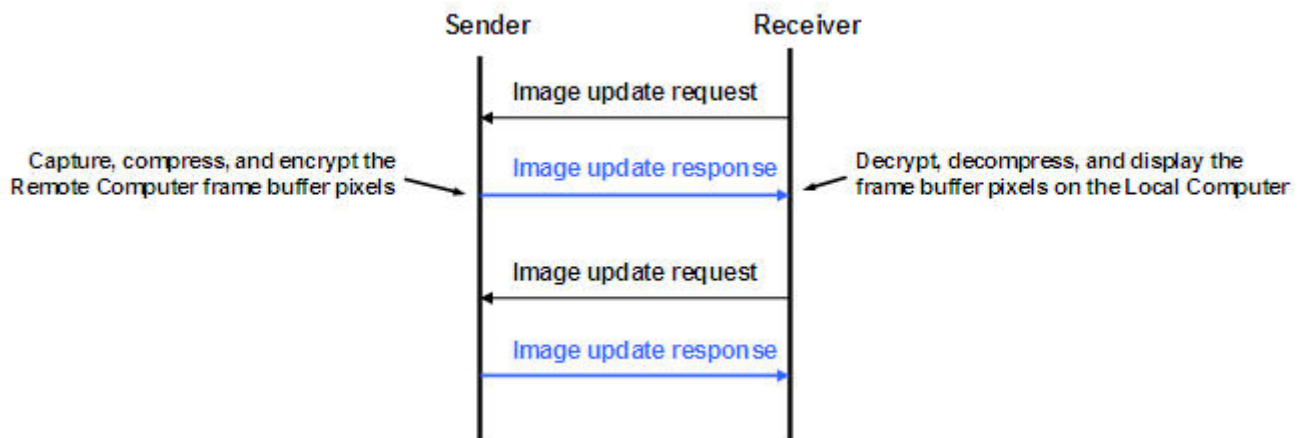 Sender
Receiver
Image update request
Capture, compress, and encrypt the
Remote Computer frame buffer pixels
Image update response
Decrypt, decompress, and display the
frame buffer pixels on the Local Computer
Image update request
Image update response